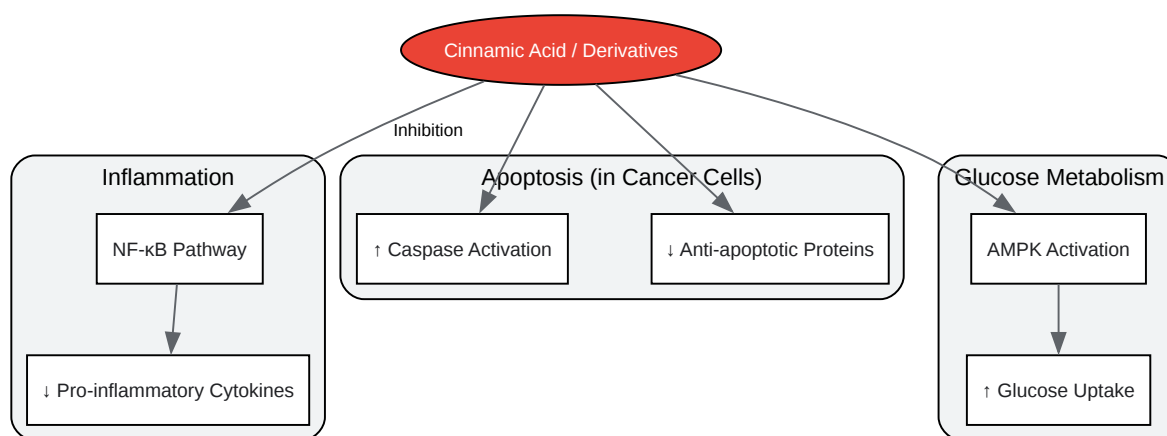 Cinnamic Acid / Derivatives
Inhibition
Inflammation
Apoptosis (in Cancer Cells)
Glucose Metabolism
NF-κB Pathway
↑ Caspase Activation
↓ Anti-apoptotic Proteins
AMPK Activation
↓ Pro-inflammatory Cytokines
↑ Glucose Uptake